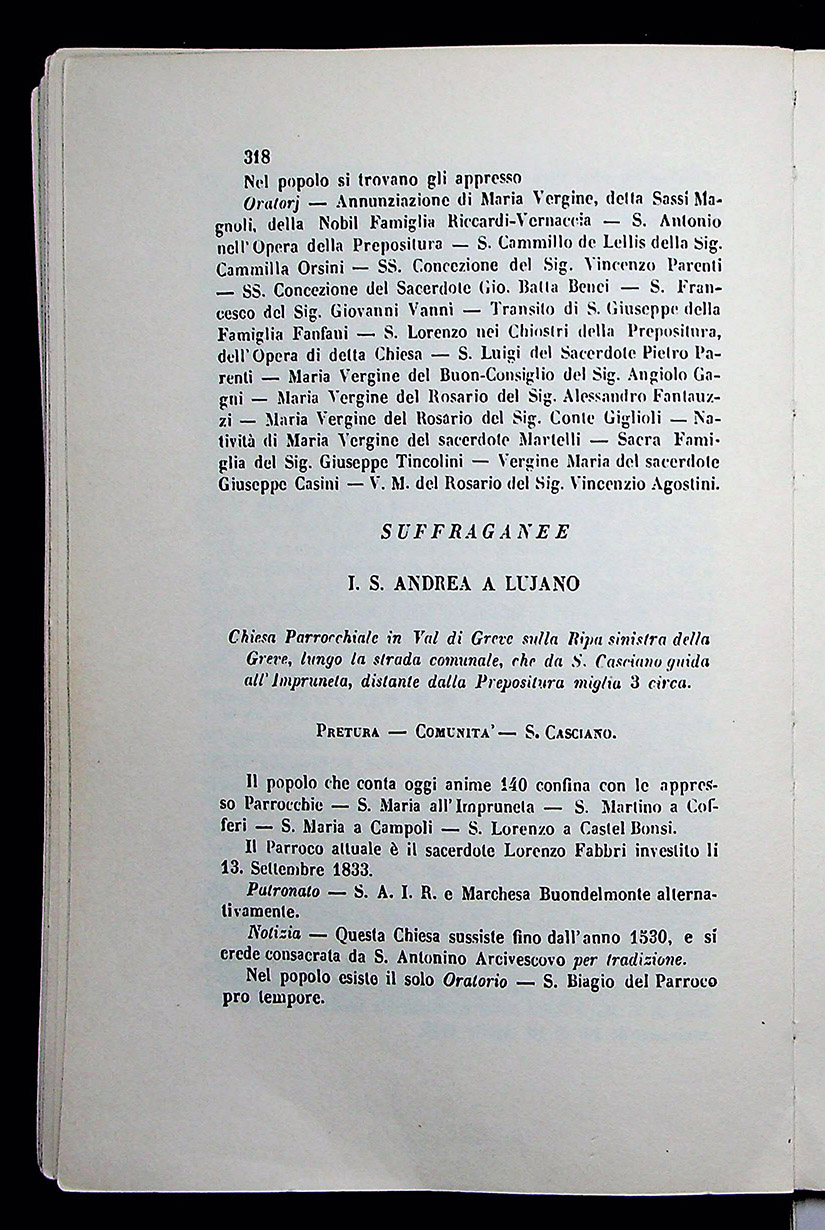 318
Nel popolo si trovano gli appresso
Oratorj — Annunziazione di Maria Vergine, detta Sassi Ma-
gnoli, della Nobil Famiglia Riccardi-Vernaccia — S. Antonio
nell'Opera della Prepositura — S. Cammillo de Lellis della Sig.
Cammilla Orsini — SS. Concezione del Sig. Vincenzo Parenti
— SS. Concezione del Sacerdote Gio. Batta Benci — S. Fran-
cesco del Sig. Giovanni Vanni — Transito di S. Giuseppe della
Famiglia Fanfani — S. Lorenzo nei Chiostri della Prepositura,
dell'Opera di detta Chiesa — S. Luigi del Sacerdote Pietro Pa-
renti — Maria Vergine del Buon-Consiglio del Sig. Angiolo Ga-
gni — Maria Vergine del Rosario del Sig. Alessandro Fantauz-
zi — Maria Vergine del Rosario del Sig. Conte Giglioli — Na-
tività di Maria Vergine del sacerdote Martelli — Sacra Fami-
glia del Sig. Giuseppe Tincolini — Vergine Maria del sacerdote
Giuseppe Casini — V. M. del Rosario del Sig. Vincenzio Agostini.
SUFFRAGANEE
I. S. ANDREA A LUJANO
Chiesa Parrocchiale in Val di Greve sulla Ripa sinistra della
Greve, lungo la strada comunale, che da S. Casciano guida
all'Impruneta, distante dalla Prepositura miglia 3 circa.
PRETURA — COMUNITA' — S. CASCIANO.
Il popolo che conta oggi anime 140 confina con le appres-
so Parrocchie — S. Maria all'Impruneta — S. Martino a Cof-
feri — S. Maria a Campoli — S. Lorenzo a Castel Bonsi.
Il Parroco attuale è il sacerdote Lorenzo Fabbri investito li
13. Settembre 1833.
Patronato — S. A. I. R. e Marchesa Buondelmonte alterna-
tivamente.
Notizia — Questa Chiesa sussiste fino dall'anno 1530, e si
crede consacrata da S. Antonino Arcivescovo per tradizione.
Nel popolo esiste il solo Oratorio — S. Biagio del Parroco
pro tempore.